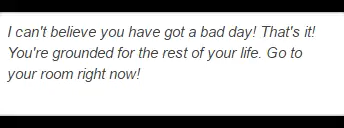 I can't believe you have got a bad day! That's it!
You're grounded for the rest of your life. Go to
your room right now!